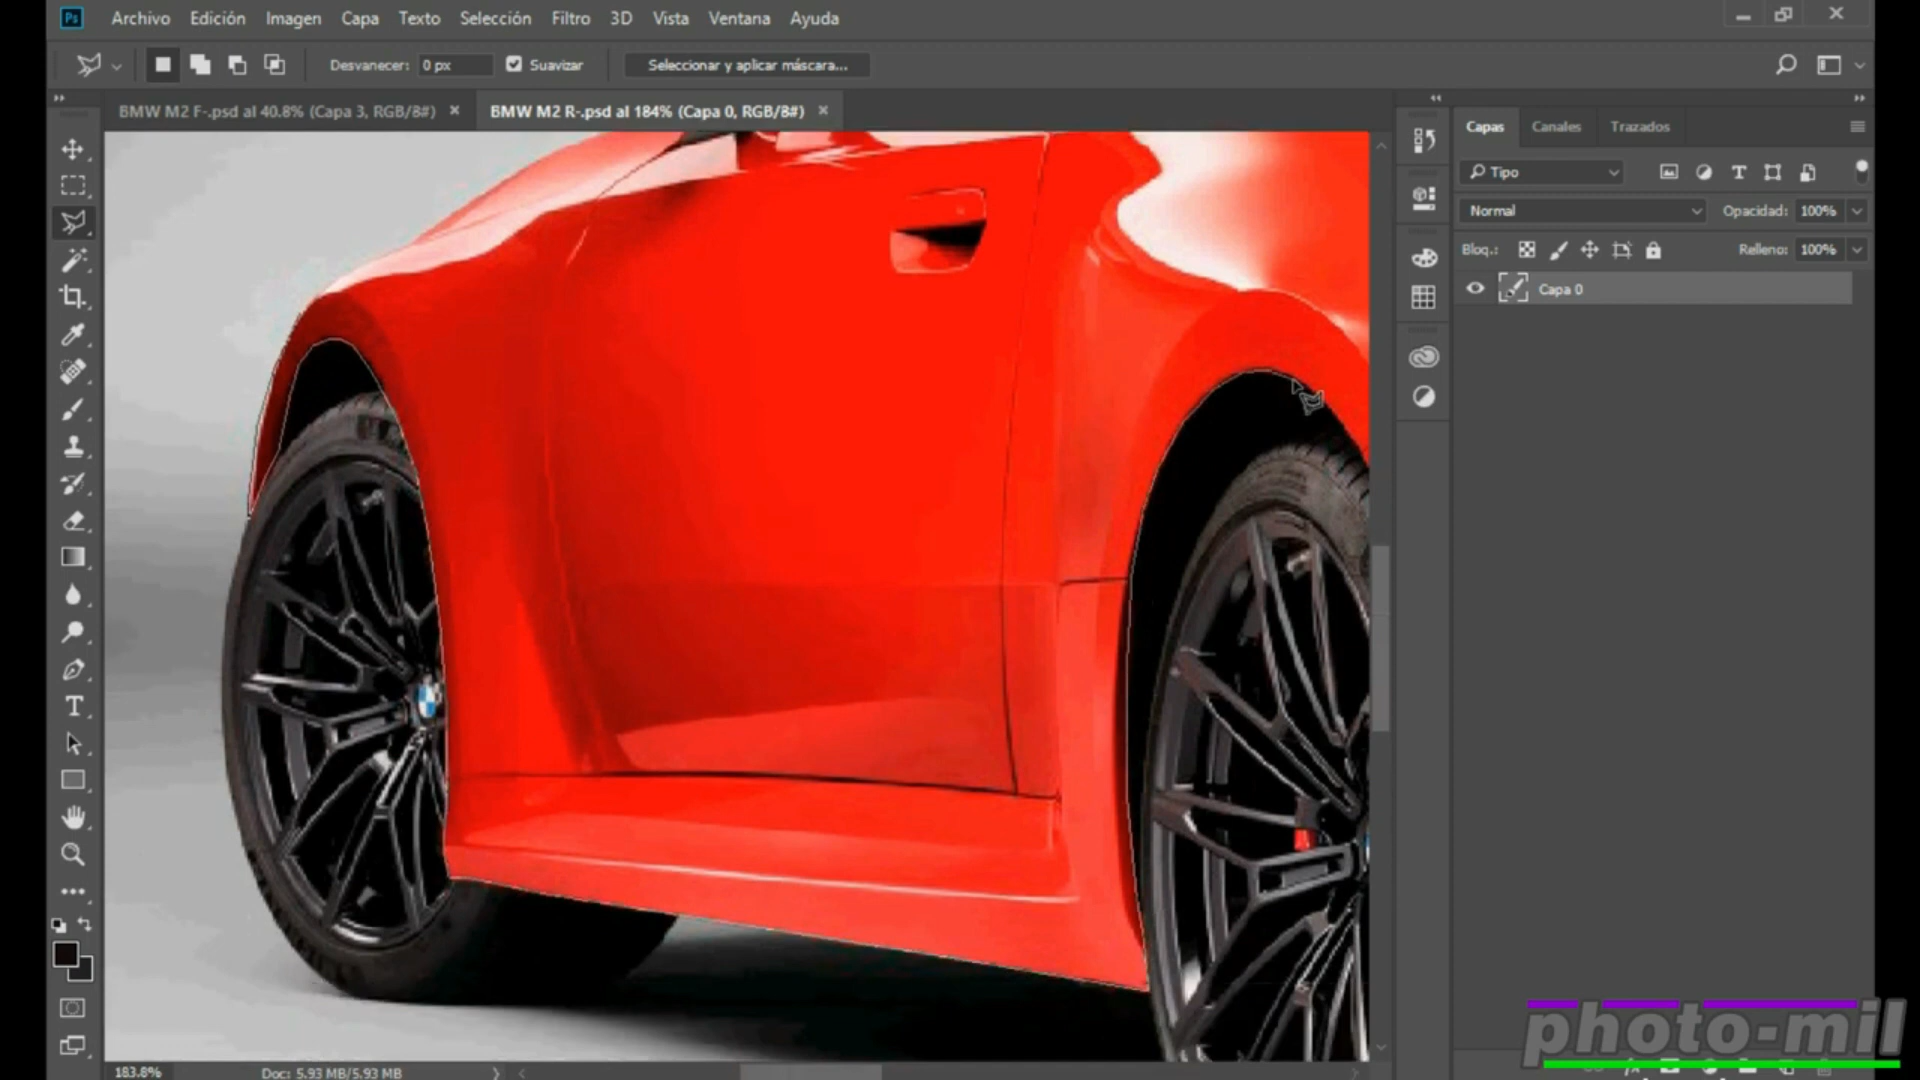 Ps Archivo Edición Imagen Capa Texto Selección Filtro 3D Vista Ventana Ayuda
Desvanecer: 0 px Suavizar Seleccionar y aplicar máscara...
BMW M2 F-.psd al 40.8% (Capa 3, RGB/8#) × BMW M2 R-.psd al 184% (Capa 0, RGB/8#) ×
Capas Canales Trazados
Tipo
Normal Opacidad: 100%
Bloq.: Relleno: 100%
Capa 0
183.8% Doc: 5.93 MB/5.93 MB
photo-mil